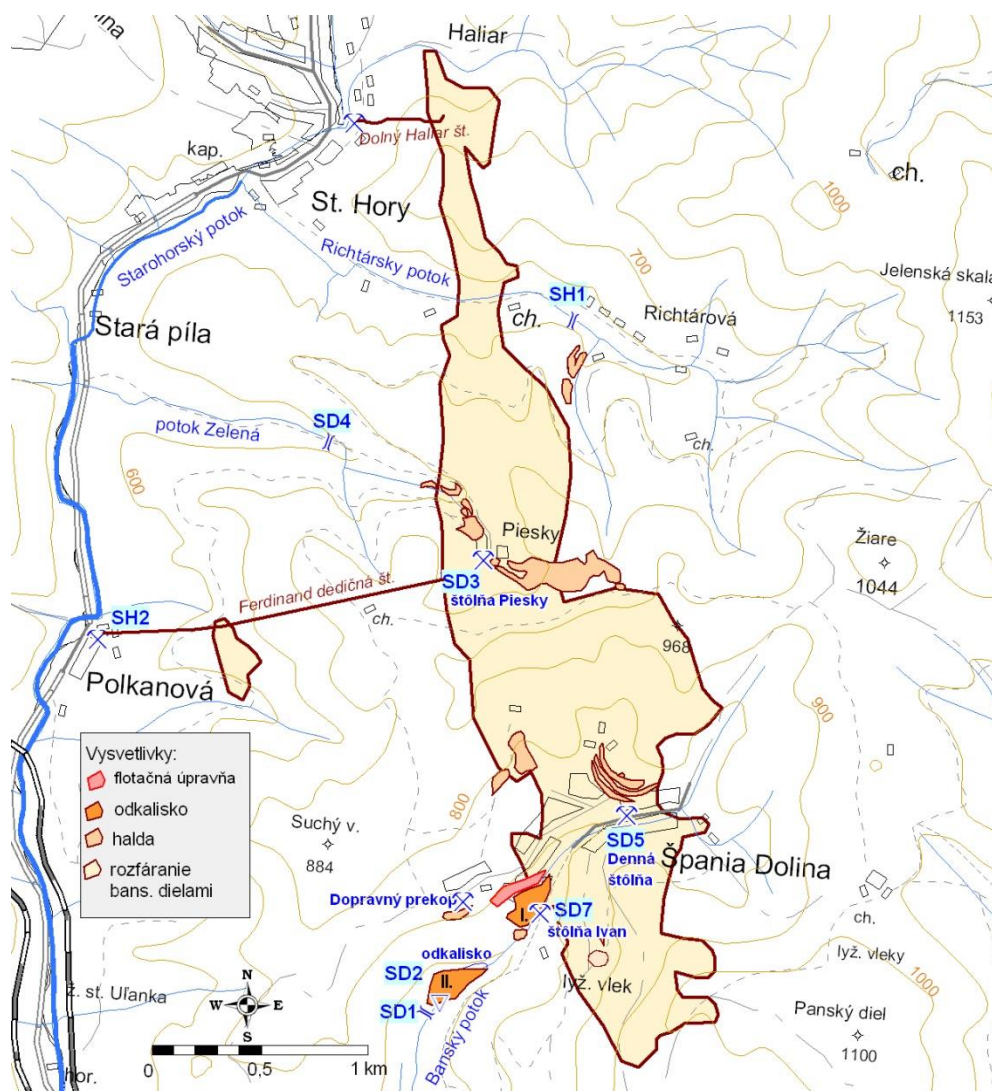 Haliar
lina
Dolný Haliar št.
kap.
1000
ch.
St. Hory
Starohorský potok
Richtársky potok
700
Jelenská skala
1153
SH1
ch.
Richtárová
Stará píla
SD4
potok Zelená
ch.
600
Piesky
Žiare
1044
SD3
štôlňa Piesky
Ferdinand dedičná št.
ch.
SH2
968
Polkanová
900
Vysvetlivky:
flotačná úpravňa
odkalisko
halda
rozfáranie
bans. dielami
800
Suchý v.
884
SD5
Denná
štôlňa
Špania Dolina
Dopravný prekop
I.
SD7
štôlňa Ivan
ch.
odkalisko
lyž. vleky
SD2
II.
lyž. vlek
ž. st. Uľanka
1000
N
W E
S
SD1
Banský potok
Panský diel
1100
hor.
0 0,5 1 km